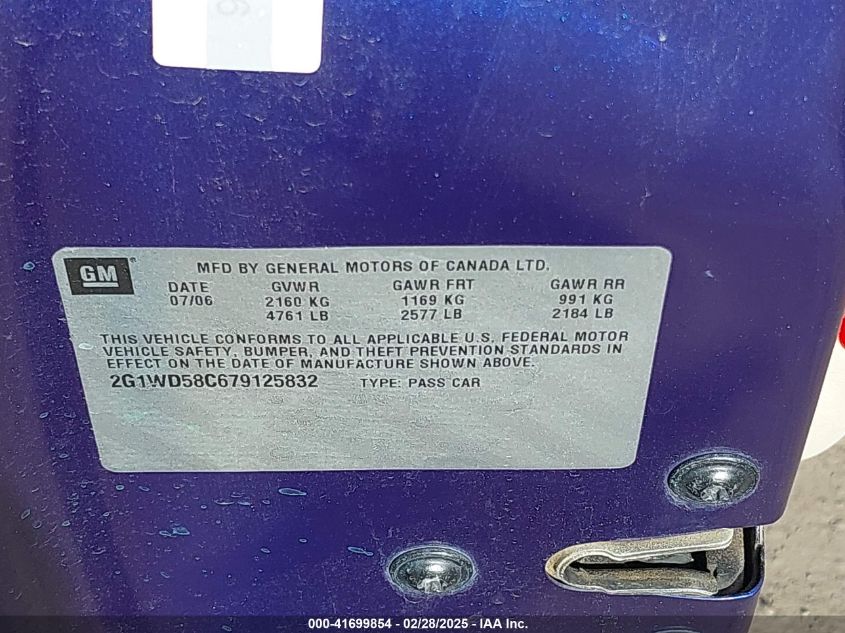 GM
MFD BY GENERAL MOTORS OF CANADA LTD.
DATE GVWR GAWR FRT GAWR RR
07/06 2160 KG 1169 KG 991 KG
4761 LB 2577 LB 2184 LB
THIS VEHICLE CONFORMS TO ALL APPLICABLE U.S. FEDERAL MOTOR
VEHICLE SAFETY, BUMPER, AND THEFT PREVENTION STANDARDS IN
EFFECT ON THE DATE OF MANUFACTURE SHOWN ABOVE.
2G1WD58C679125832 TYPE: PASS CAR
000-41699854 - 02/28/2025 - IAA Inc.